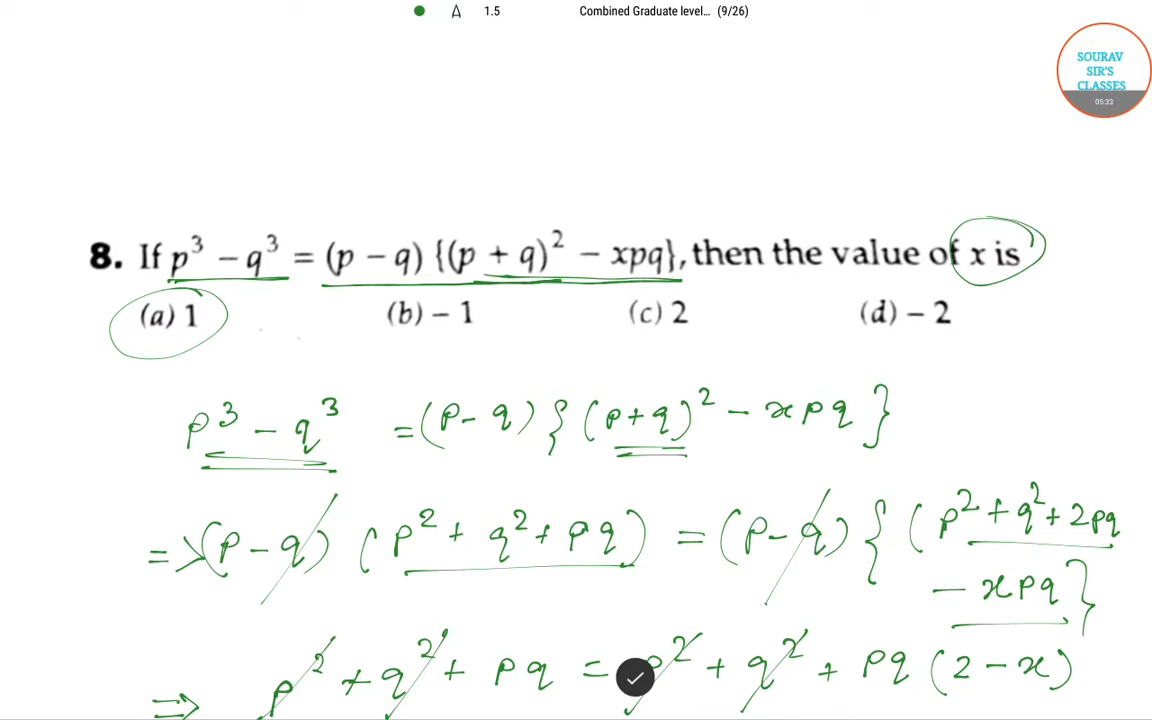 1.5 Combined Graduate level... (9/26)
SOURAV
SIR'S
CLASSES
05:33
8. If p³ − q³ = (p − q) {(p + q)² − xpq}, then the value of x is
(a) 1 (b) − 1 (c) 2 (d) − 2
p³ − q³ = (p − q) { (p + q)² − xpq }
=> (p − q) (p² + q² + pq) = (p − q) { (p² + q² + 2pq
− xpq }
=> p² + q² + pq = p² + q² + pq (2 − x)